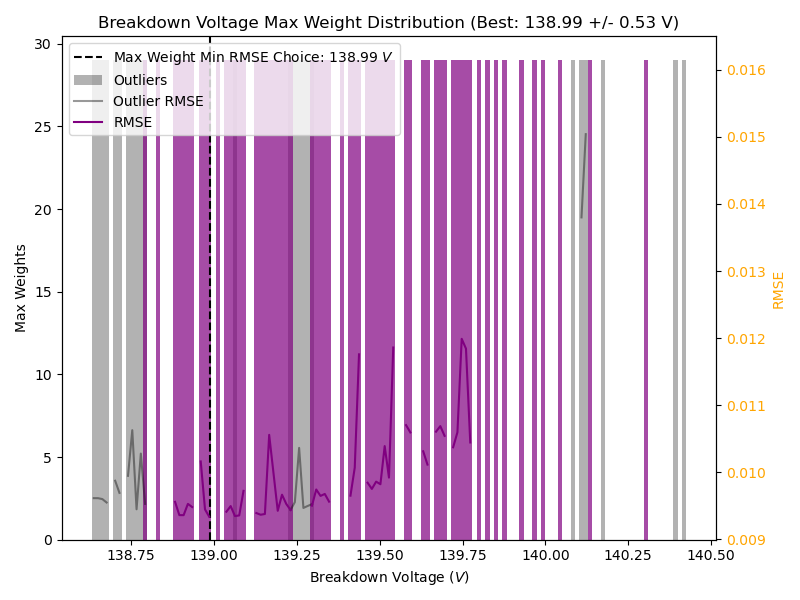 Breakdown Voltage Max Weight Distribution (Best: 138.99 +/- 0.53 V)
Max Weight Min RMSE Choice: 138.99 V
Outliers
Outlier RMSE
RMSE
30
25
20
15
10
5
0
Max Weights
0.016
0.015
0.014
0.013
0.012
0.011
0.010
0.009
RMSE
138.75 139.00 139.25 139.50 139.75 140.00 140.25 140.50
Breakdown Voltage (V)